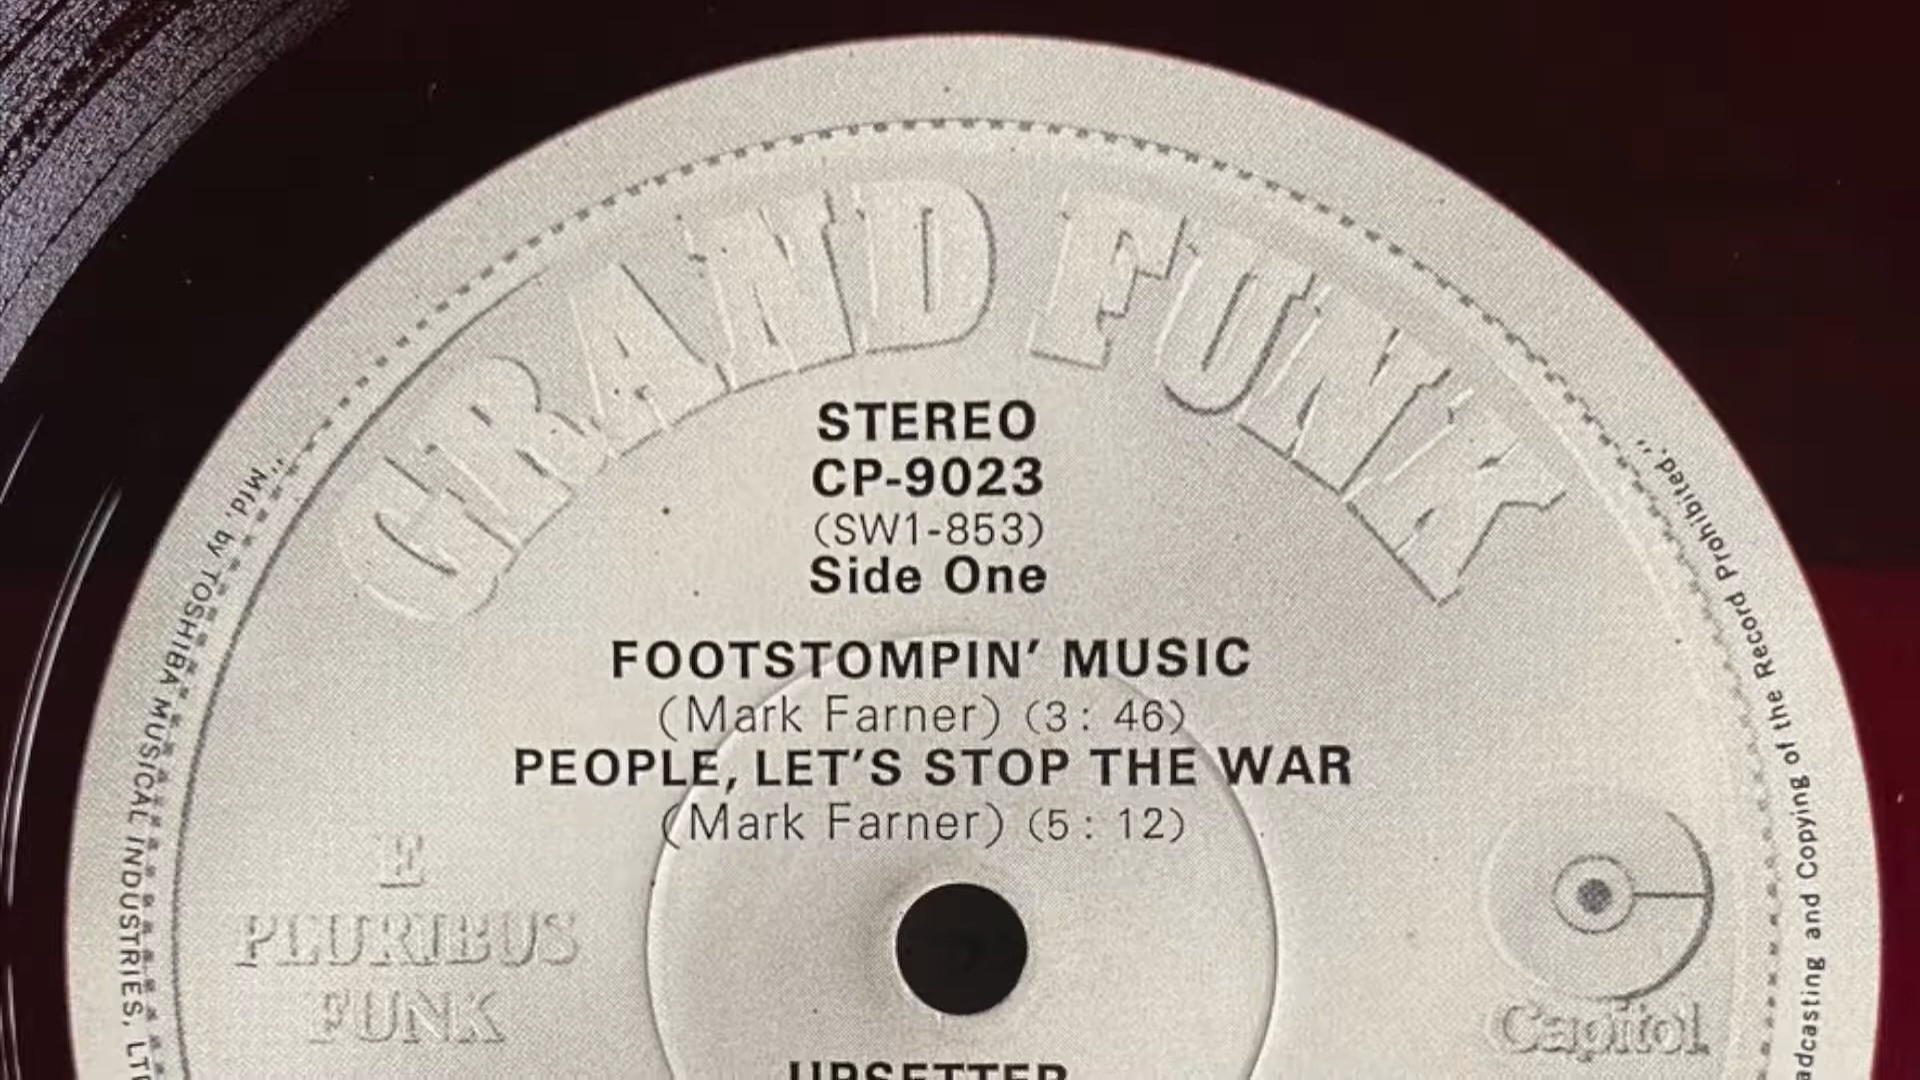 GRAND FUNK
STEREO
CP-9023
(SW1-853)
Side One
FOOTSTOMPIN' MUSIC
(Mark Farner) (3: 46)
PEOPLE, LET'S STOP THE WAR
(Mark Farner) (5: 12)
E
PLURIBUS
FUNK
Capitol
UPSETTER
"Mfd. by TOSHIBA MUSICAL INDUSTRIES,
and Copying of the Record Prohibited."